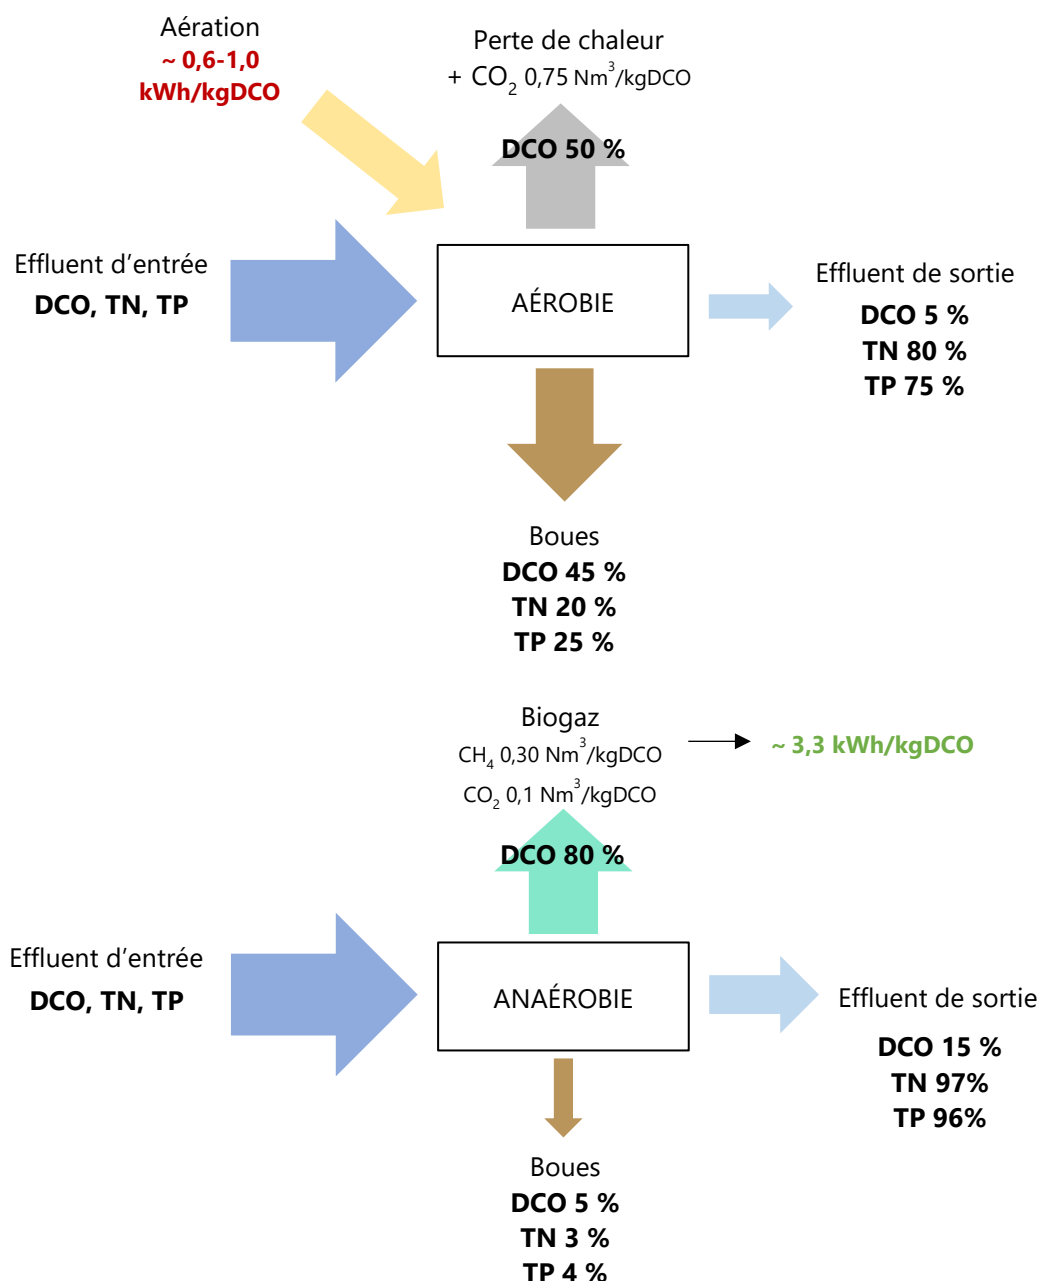 Aération
~ 0,6-1,0
kWh/kgDCO
Perte de chaleur
+ CO₂ 0,75 Nm³/kgDCO
DCO 50 %
Effluent d’entrée
DCO, TN, TP
AÉROBIE
Effluent de sortie
DCO 5 %
TN 80 %
TP 75 %
Boues
DCO 45 %
TN 20 %
TP 25 %
Biogaz
CH₄ 0,30 Nm³/kgDCO
CO₂ 0,1 Nm³/kgDCO
~ 3,3 kWh/kgDCO
DCO 80 %
Effluent d’entrée
DCO, TN, TP
ANAÉROBIE
Effluent de sortie
DCO 15 %
TN 97%
TP 96%
Boues
DCO 5 %
TN 3 %
TP 4 %